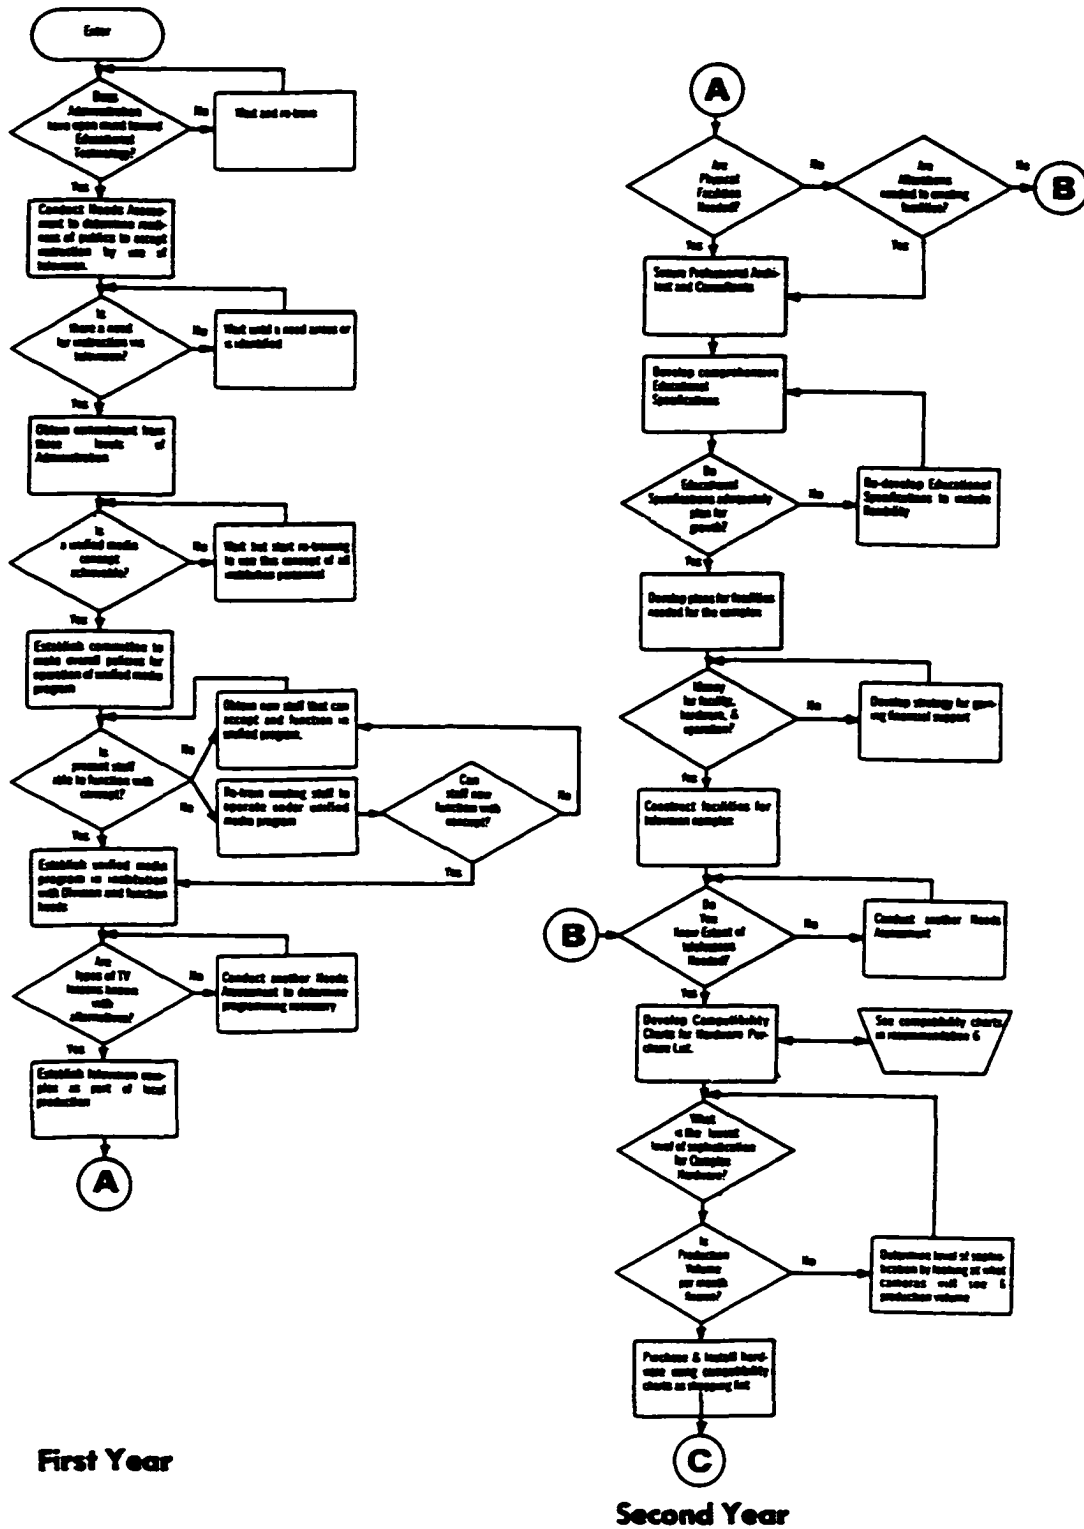 Enter
Does
Administration
have open mind toward
Educational
Technology?
No
Wait and re-trave
Yes
Conduct Needs Assess-
ment to determine readi-
ness of publics to accept
instruction by use of
television.
Is
there a need
for instruction via
television?
No
Wait until a need arises or
is identified
Yes
Obtain commitment from
three levels of
Administration
Is
a unified media
concept
achievable?
No
Wait but start re-training
to use this concept of all
institution personnel
Yes
Establish committee to
make overall policies for
operation of unified media
program
Is
present staff
able to function with
concept?
No
Obtain new staff that can
accept and function in
unified program.
No
Re-train existing staff to
operate under unified
media program
Can
staff now
function with
concept?
No
Yes
Yes
Establish unified media
program in institution
with Division and function
heads
Are
types of TV
lessons known
with
alternatives?
No
Conduct another Needs
Assessment to determine
programming necessary
Yes
Establish television com-
plex as part of local
production
A
First Year
A
Are
Physical
Facilities
Needed?
No
Are
Alterations
needed to existing
facilities?
No
B
Yes
Yes
Secure Professional Archi-
tect and Consultants
Develop comprehensive
Educational
Specifications
Do
Educational
Specifications adequately
plan for
growth?
No
Re-develop Educational
Specifications to include
flexibility
Yes
Develop plans for facilities
needed for the complex
Money
for facility,
hardware, &
operation?
No
Develop strategy for gain-
ing financial support
Yes
Construct facilities for
television complex
B
Do
You
Know Extent of
Needed?
No
Conduct another Needs
Assessment
Yes
Develop Compatibility
Charts for Hardware Pur-
chase List.
See compatibility charts
in recommendation 6
What
is the lowest
level of sophistication
for Complex
Hardware?
Is
Production
Volume
per month
known?
No
Determine level of sophis-
tication by looking at what
cameras will see &
production volume
Purchase & Install hard-
ware using compatibility
charts as shopping list
C
Second Year